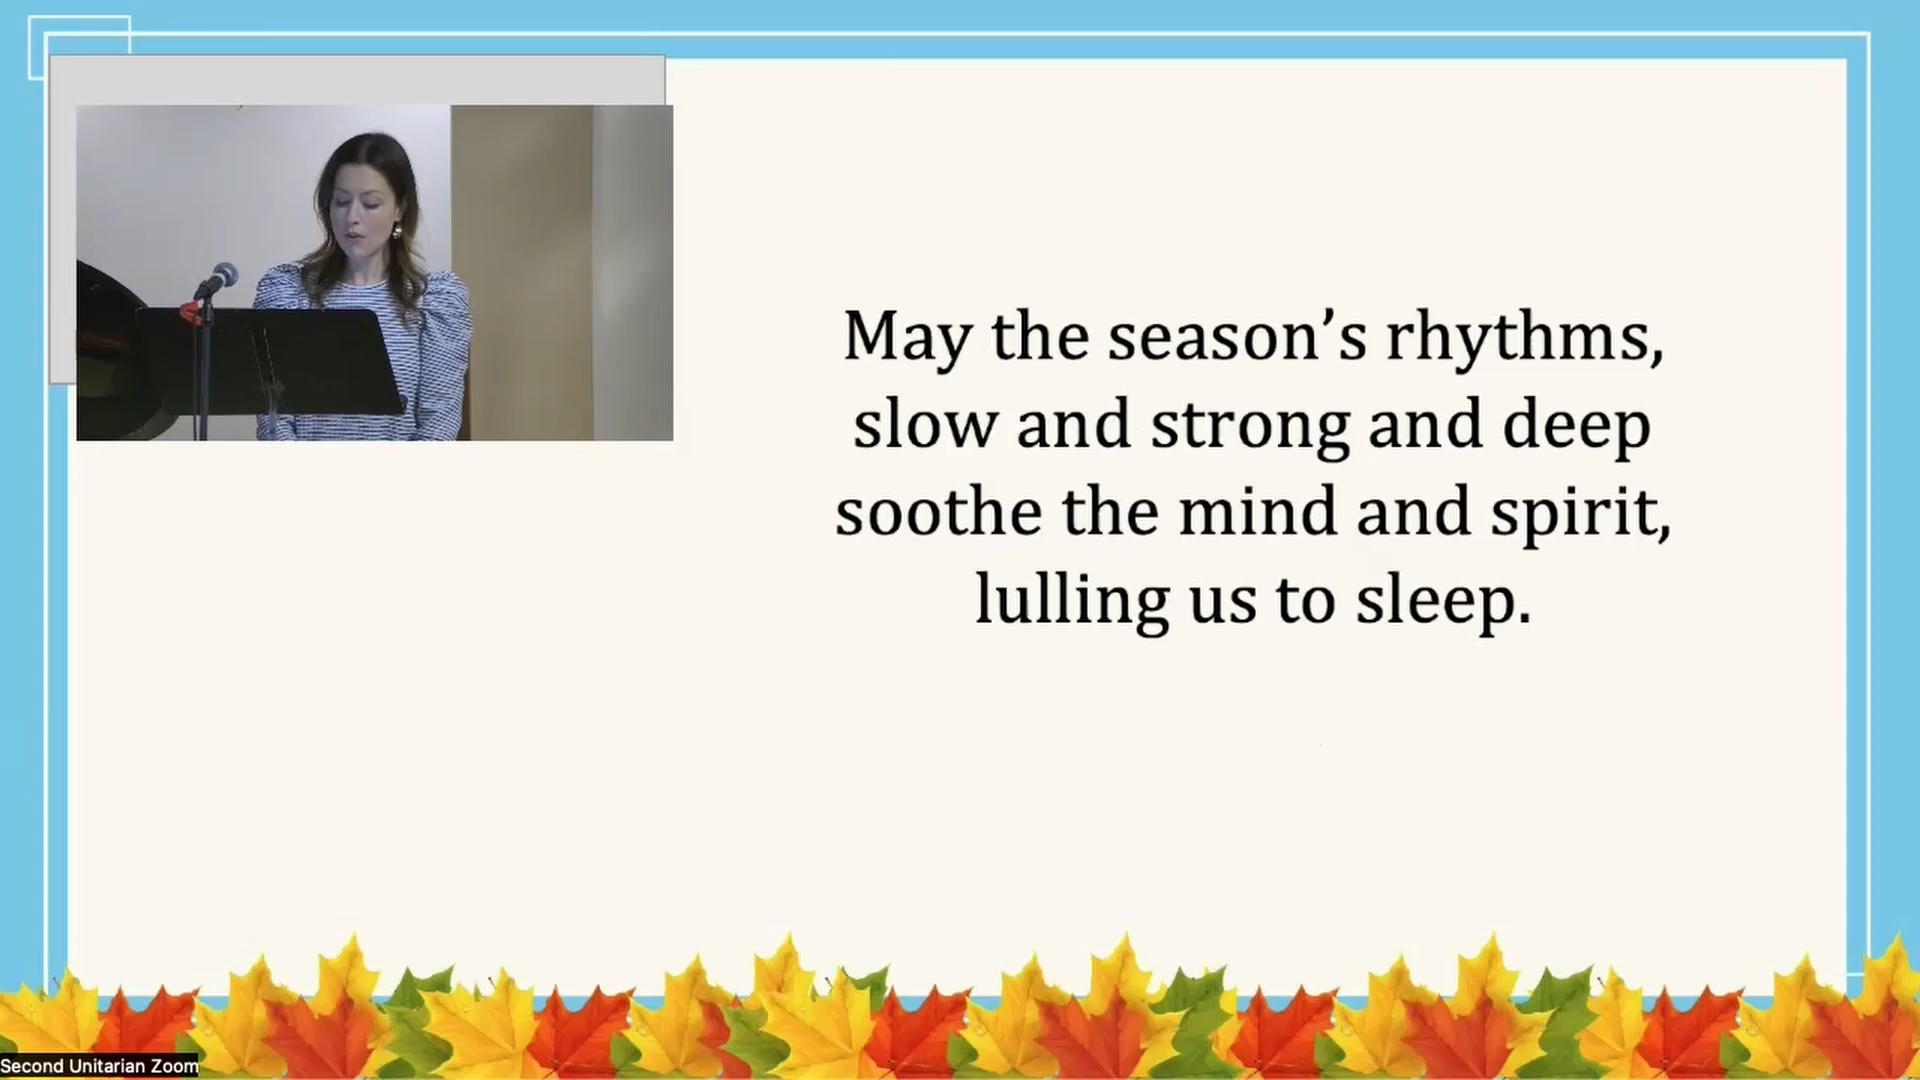 May the season’s rhythms,
slow and strong and deep
soothe the mind and spirit,
lulling us to sleep.
Second Unitarian Zoom